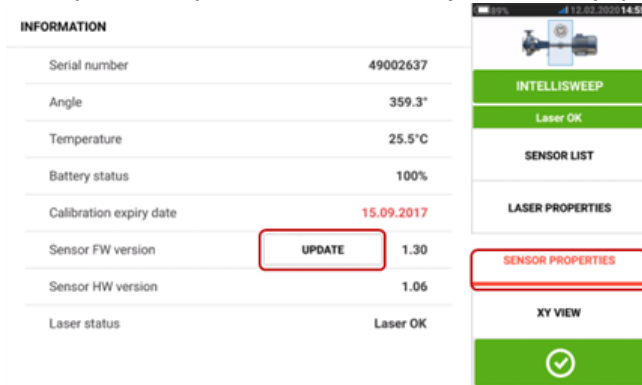 INFORMATION
Serial number 49002637
Angle 359.3°
Temperature 25.5°C
Battery status 100%
Calibration expiry date 15.09.2017
Sensor FW version UPDATE 1.30
Sensor HW version 1.06
Laser status Laser OK
89% 12.02.2020 14:55
INTELLISWEEP
Laser OK
SENSOR LIST
LASER PROPERTIES
SENSOR PROPERTIES
XY VIEW